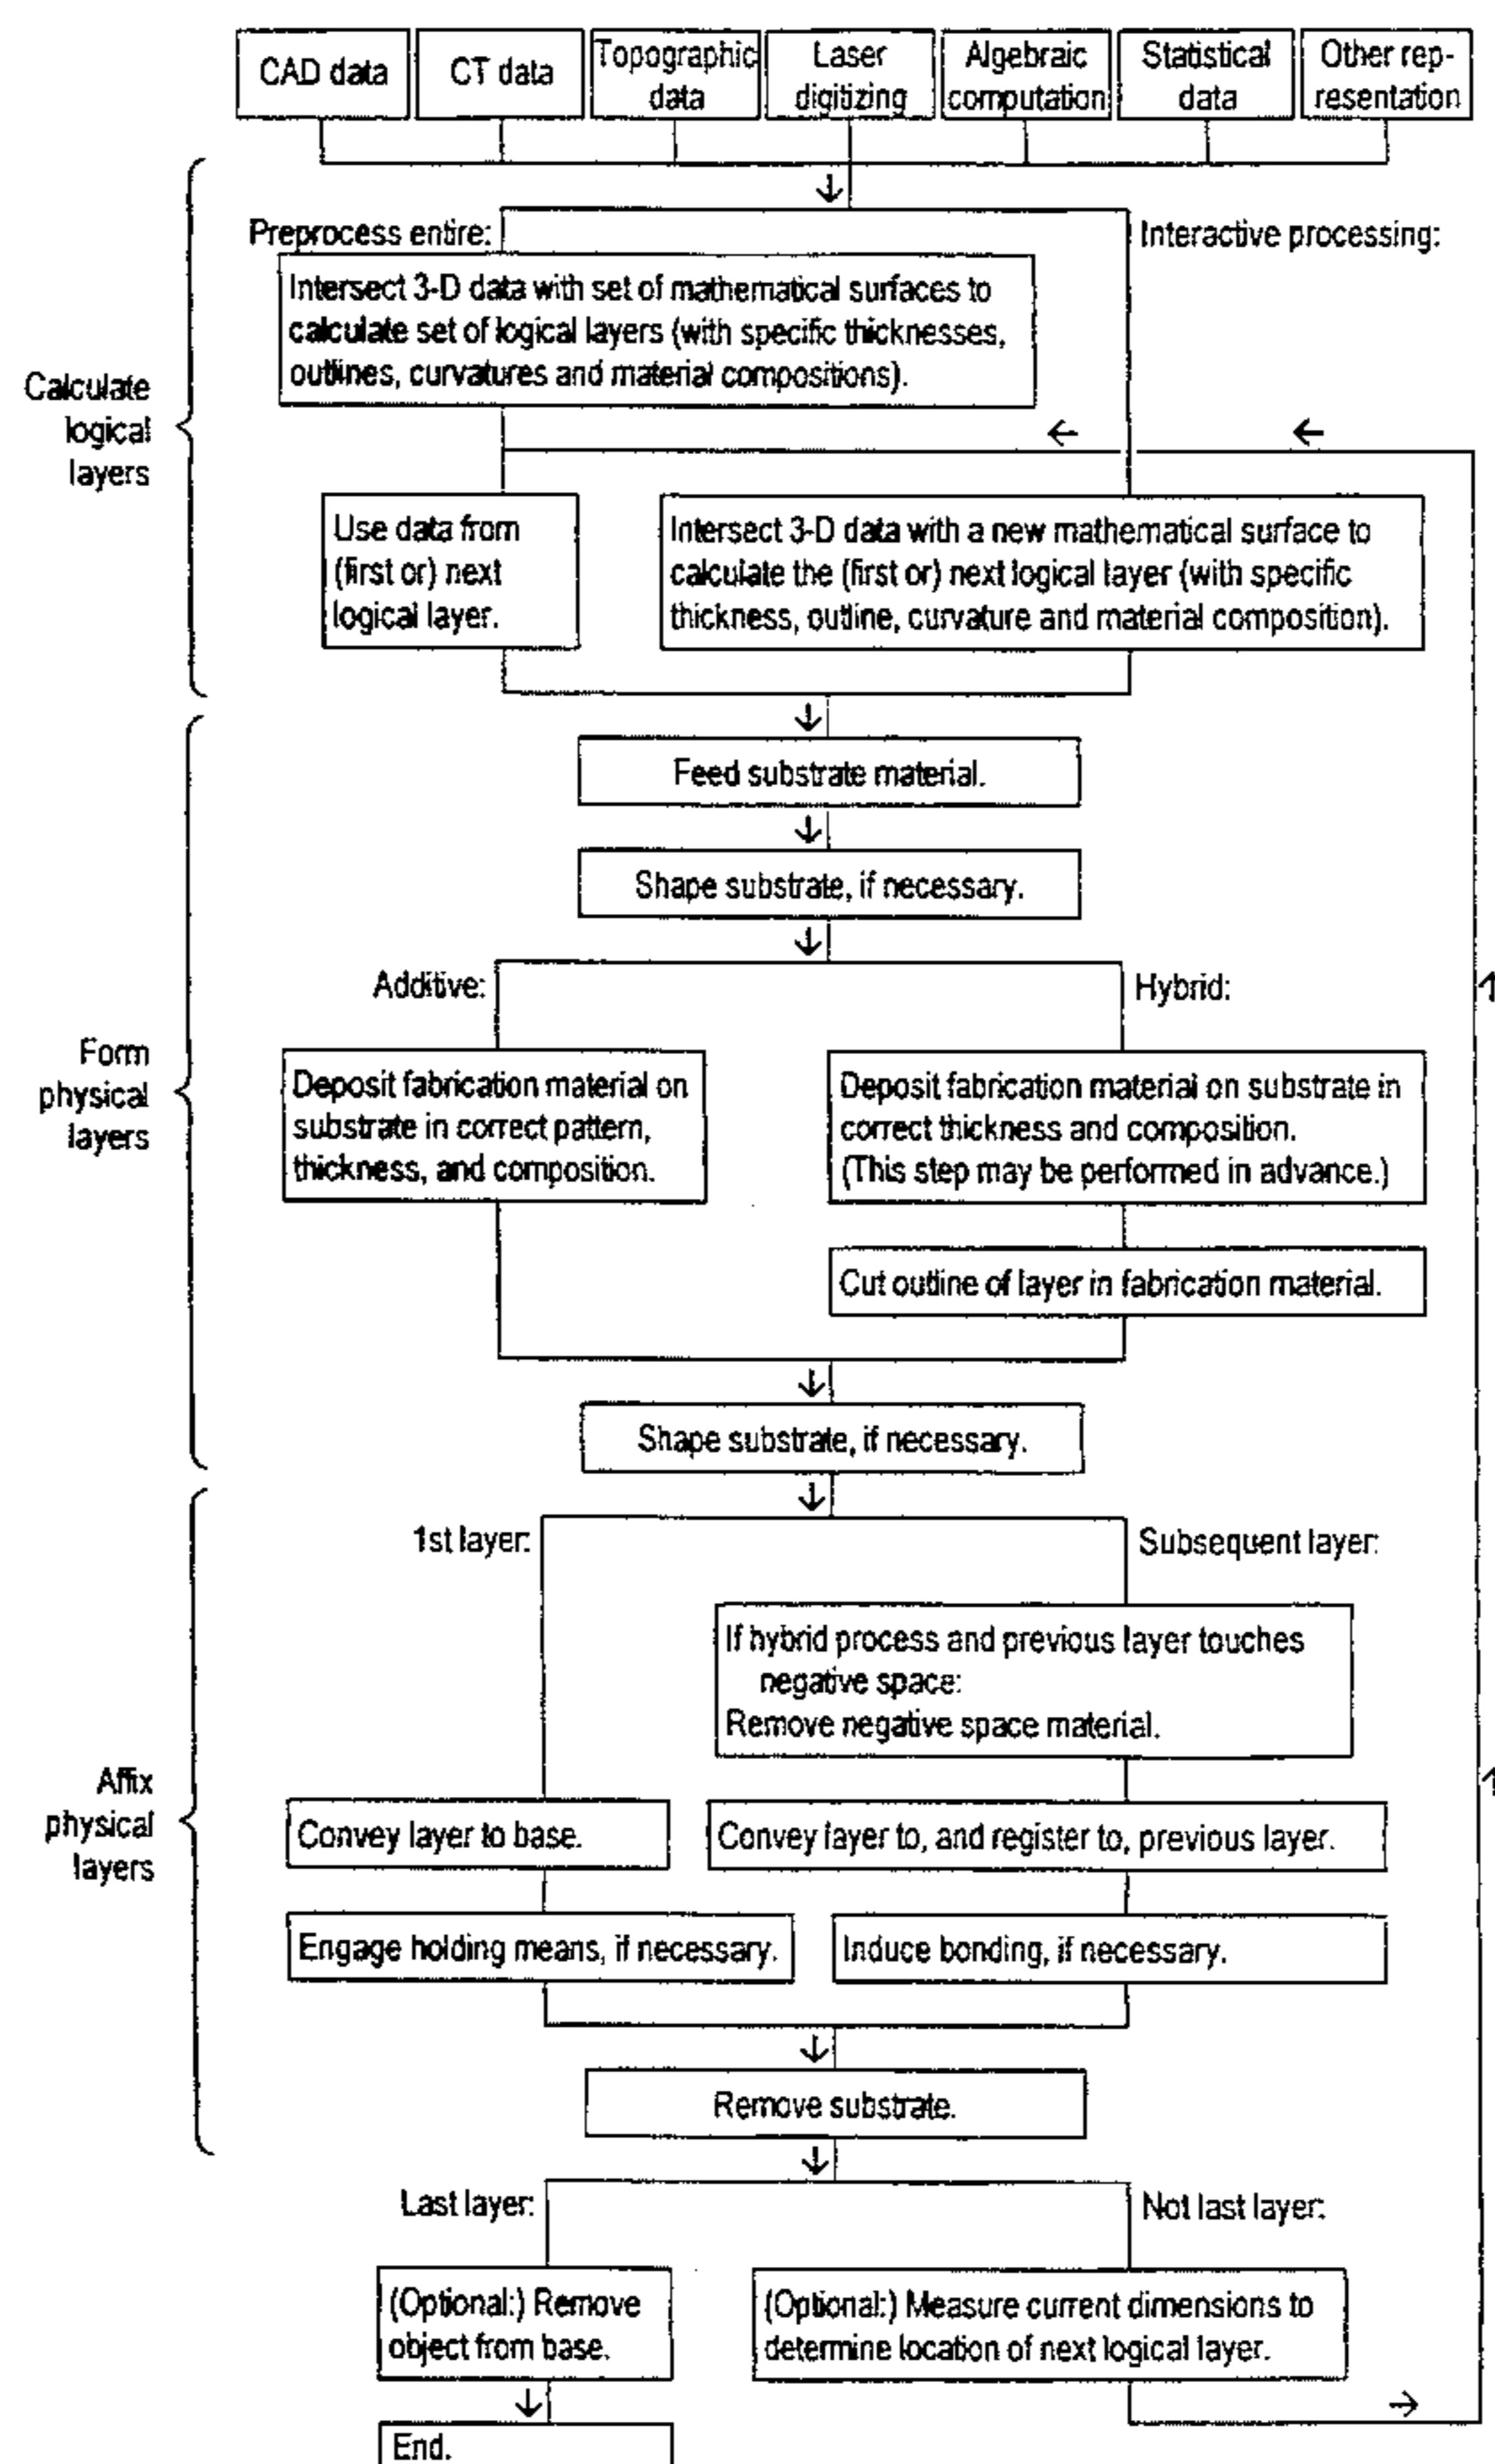 CAD data
CT data
Topographic
data
Laser
digitizing
Algebraic
computation
Statistical
data
Other rep-
resentation
Calculate
logical
layers
Preprocess entire:
Interactive processing:
Intersect 3-D data with set of mathematical surfaces to
calculate set of logical layers (with specific thicknesses,
outlines, curvatures and material compositions).
Use data from
(first or) next
logical layer.
Intersect 3-D data with a new mathematical surface to
calculate the (first or) next logical layer (with specific
thickness, outline, curvature and material composition).
Form
physical
layers
Feed substrate material.
Shape substrate, if necessary.
Additive:
Hybrid:
Deposit fabrication material on
substrate in correct pattern,
thickness, and composition.
Deposit fabrication material on substrate in
correct thickness and composition.
(This step may be performed in advance.)
Cut outline of layer in fabrication material.
Shape substrate, if necessary.
Affix
physical
layers
1st layer:
Subsequent layer:
If hybrid process and previous layer touches
negative space:
Remove negative space material.
Convey layer to base.
Convey layer to, and register to, previous layer.
Engage holding means, if necessary.
Induce bonding, if necessary.
Remove substrate.
Last layer:
Not last layer:
(Optional:) Remove
object from base.
(Optional:) Measure current dimensions to
determine location of next logical layer.
End.